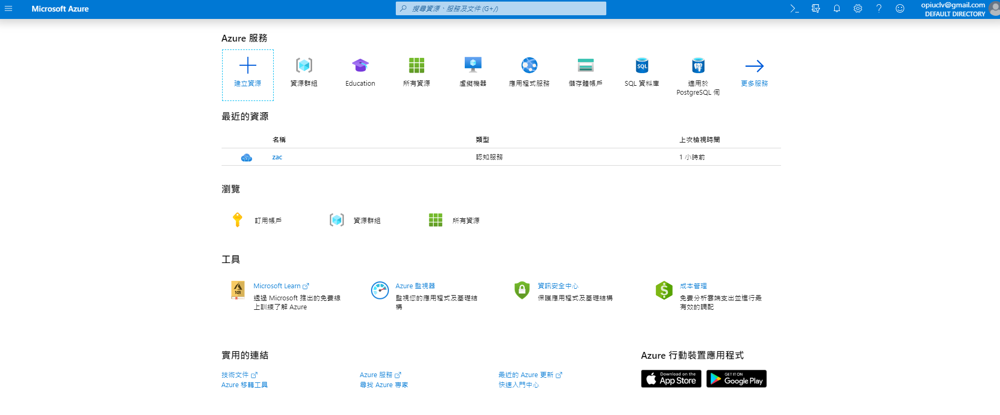 Microsoft Azure
搜尋資源、服務及文件 (G+/)
opiuclv@gmail.com
DEFAULT DIRECTORY
Azure 服務
建立資源
資源群組
Education
所有資源
虛擬機器
應用程式服務
儲存體帳戶
SQL
SQL 資料庫
適用於
PostgreSQL 伺
更多服務
最近的資源
名稱
類型
上次檢視時間
zac
認知服務
1 小時前
瀏覽
訂用帳戶
資源群組
所有資源
工具
101
Microsoft Learn
透過 Microsoft 推出的免費線
上訓練了解 Azure
Azure 監視器
監視您的應用程式及基礎結
構
資訊安全中心
保護應用程式及基礎結構
成本管理
免費分析雲端支出並進行最
有效的調配
實用的連結
技術文件
Azure 移轉工具
Azure 服務
尋找 Azure 專家
最近的 Azure 更新
快速入門中心
Azure 行動裝置應用程式
Download on the
App Store
GET IT ON
Google Play